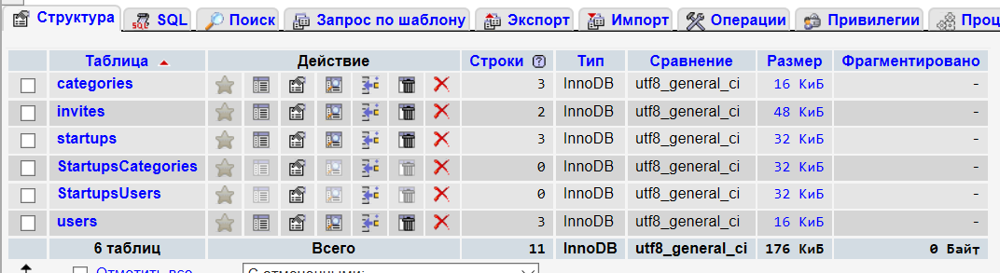 Структура SQL Поиск Запрос по шаблону Экспорт Импорт Операции Привилегии Проц
Таблица Действие Строки Тип Сравнение Размер Фрагментировано
categories 3 InnoDB utf8_general_ci 16 КиБ -
invites 2 InnoDB utf8_general_ci 48 КиБ -
startups 3 InnoDB utf8_general_ci 32 КиБ -
StartupsCategories 0 InnoDB utf8_general_ci 32 КиБ -
StartupsUsers 0 InnoDB utf8_general_ci 32 КиБ -
users 3 InnoDB utf8_general_ci 16 КиБ -
6 таблиц Всего 11 InnoDB utf8_general_ci 176 КиБ 0 Байт
Отметить все С отмеченными: